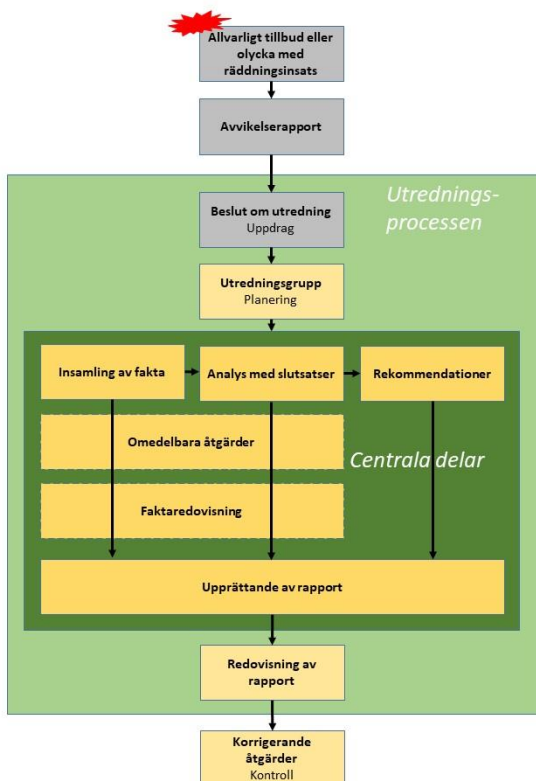 Allvarligt tillbud eller
olycka med
räddningsinsats
Avvikelserapport
Utrednings-
processen
Beslut om utredning
Uppdrag
Utredningsgrupp
Planering
Insamling av fakta
Analys med slutsatser
Rekommendationer
Omedelbara åtgärder
Centrala delar
Faktaredovisning
Upprättande av rapport
Redovisning av
rapport
Korrigerande
åtgärder
Kontroll